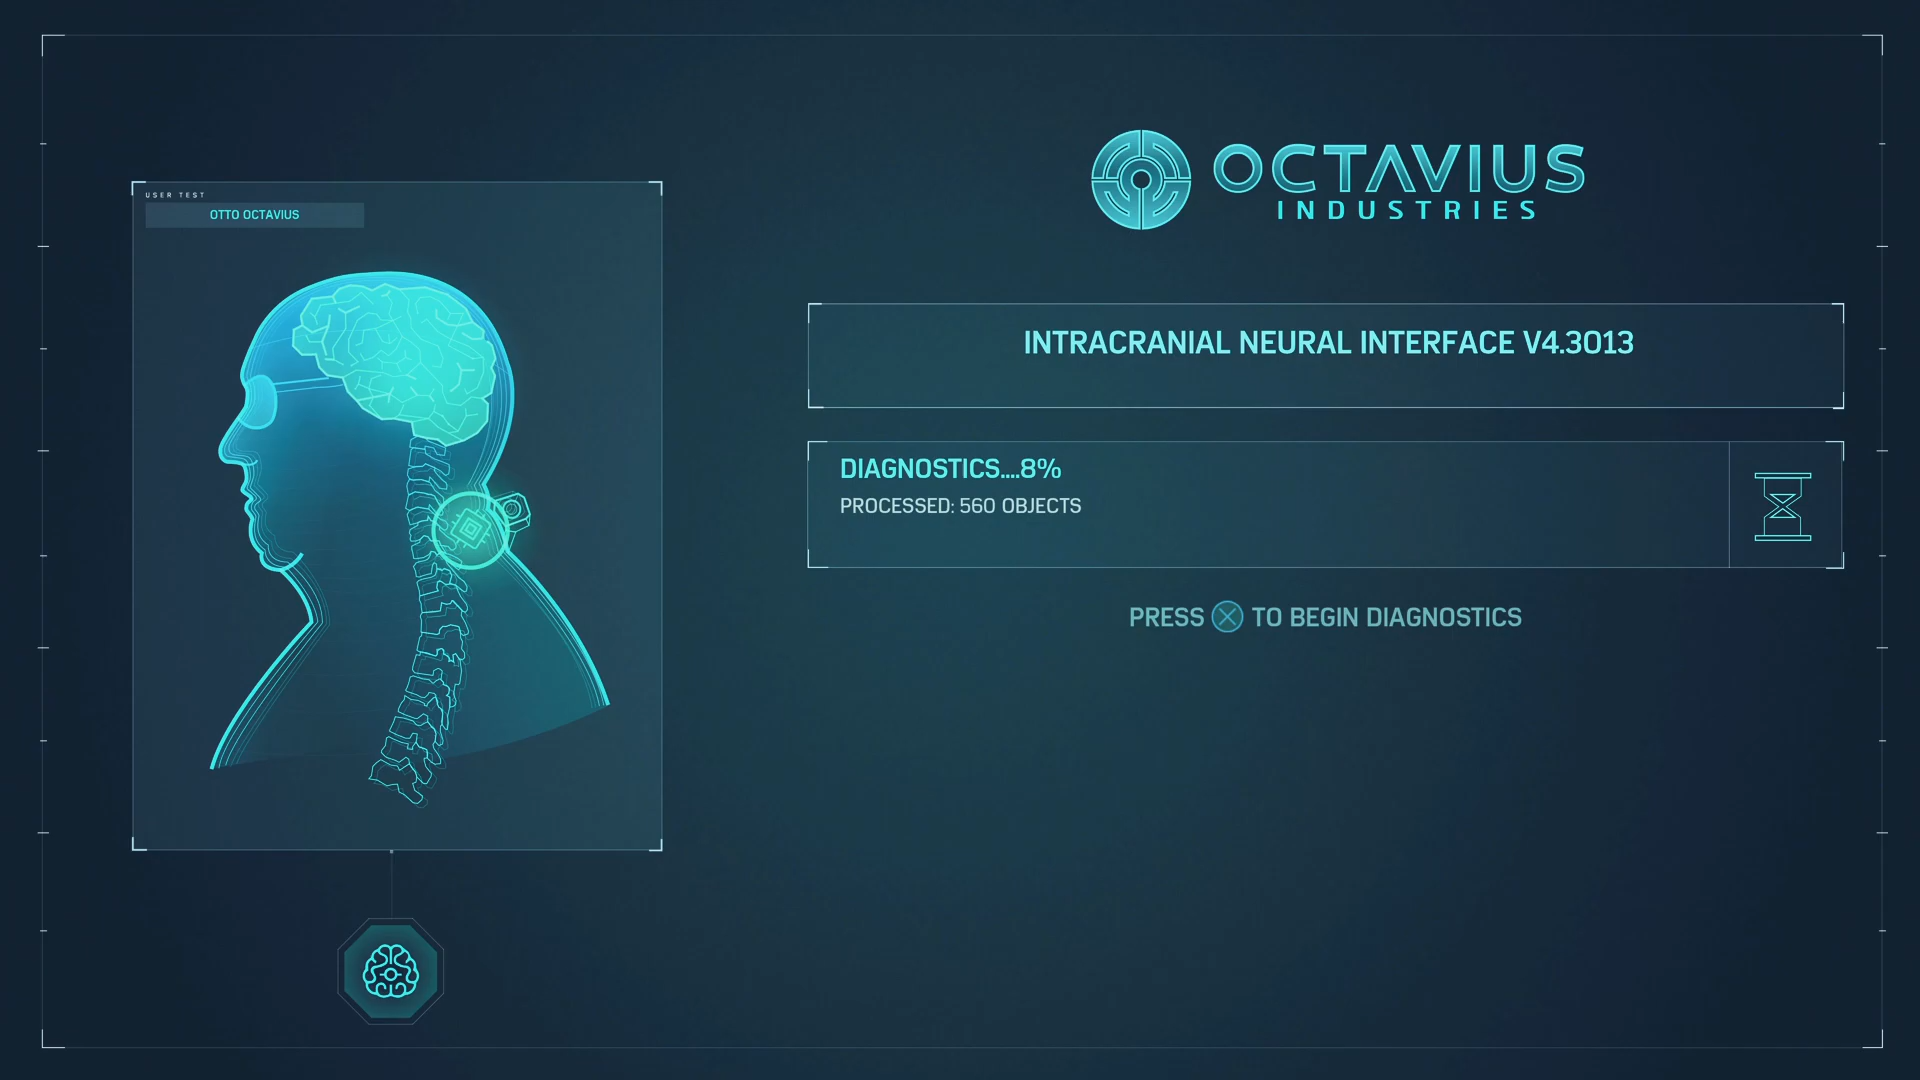 USER TEST
OTTO OCTAVIUS
OCTAVIUS
INDUSTRIES
INTRACRANIAL NEURAL INTERFACE V4.3013
DIAGNOSTICS....8%
PROCESSED: 560 OBJECTS
PRESS TO BEGIN DIAGNOSTICS